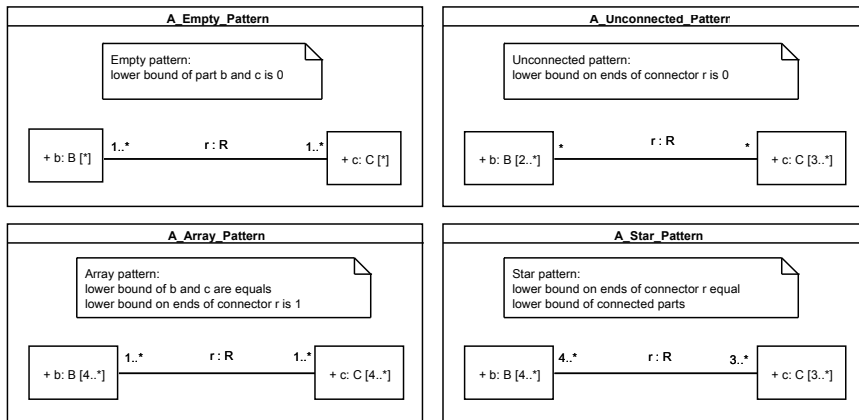 A_Empty_Pattern
Empty pattern:
lower bound of part b and c is 0
+ b: B [*]
1..*
r : R
1..*
+ c: C [*]
A_Unconnected_Pattern
Unconnected pattern:
lower bound on ends of connector r is 0
+ b: B [2..*]
*
r : R
*
+ c: C [3..*]
A_Array_Pattern
Array pattern:
lower bound of b and c are equals
lower bound on ends of connector r is 1
+ b: B [4..*]
1..*
r : R
1..*
+ c: C [4..*]
A_Star_Pattern
Star pattern:
lower bound on ends of connector r equal
lower bound of connected parts
+ b: B [4..*]
4..*
r : R
3..*
+ c: C [3..*]